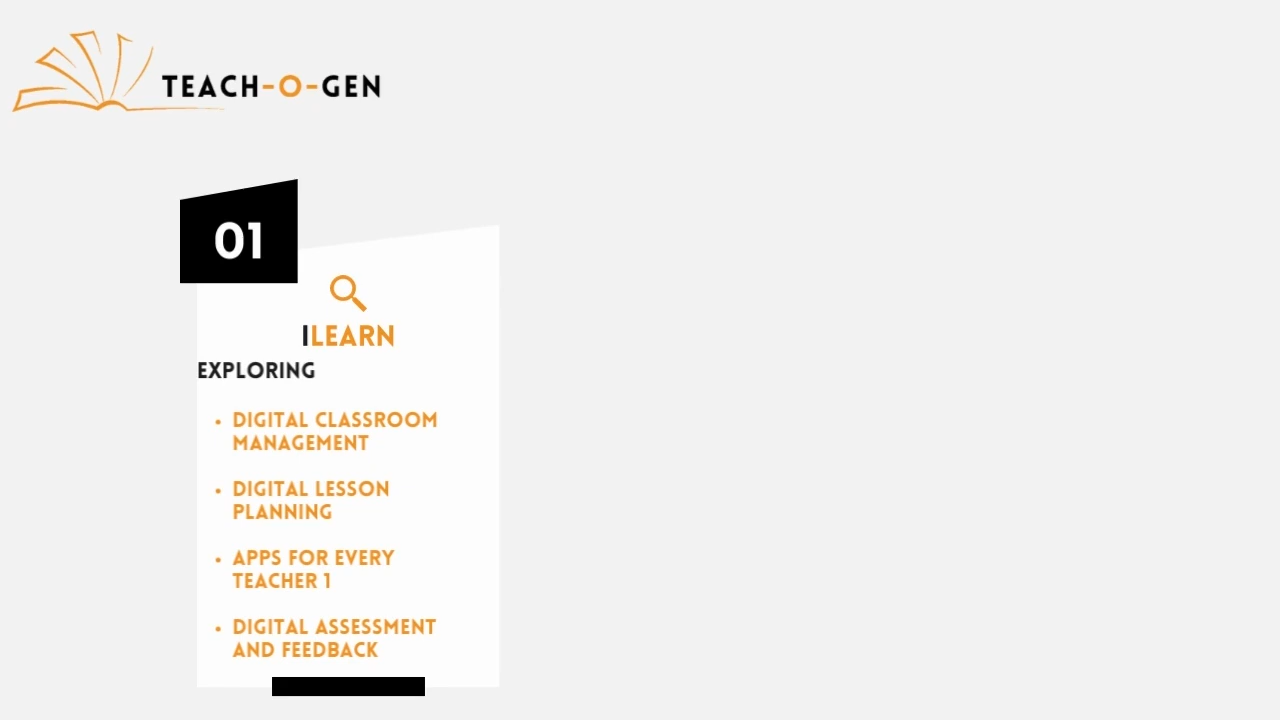 TEACH-O-GEN
01
ILEARN
EXPLORING
• DIGITAL CLASSROOM
MANAGEMENT
• DIGITAL LESSON
PLANNING
• APPS FOR EVERY
TEACHER 1
• DIGITAL ASSESSMENT
AND FEEDBACK